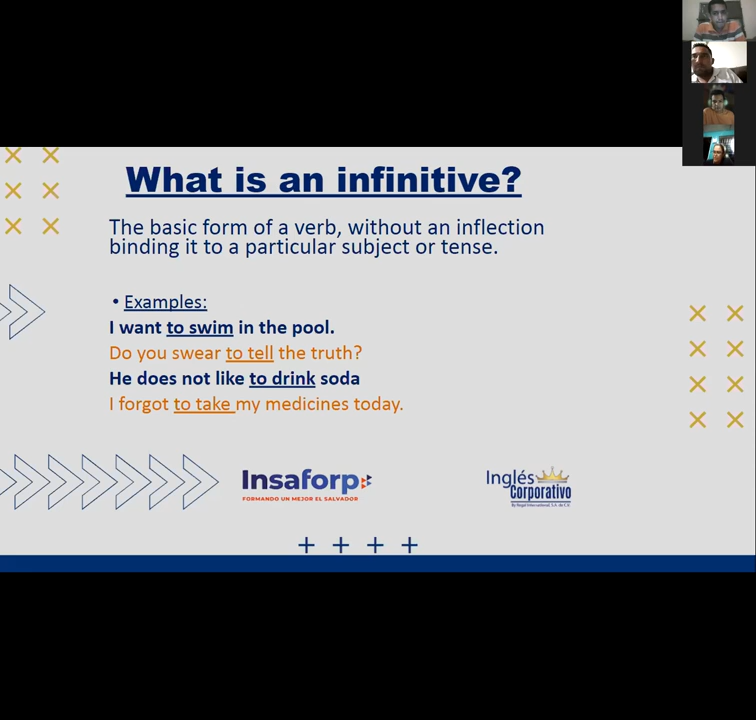 What is an infinitive?
The basic form of a verb, without an inflection
binding it to a particular subject or tense.
• Examples:
I want to swim in the pool.
Do you swear to tell the truth?
He does not like to drink soda
I forgot to take my medicines today.
Insaforp
FORMANDO UN MEJOR EL SALVADOR
Inglés
Corporativo
By Regal International, S.A. de C.V.